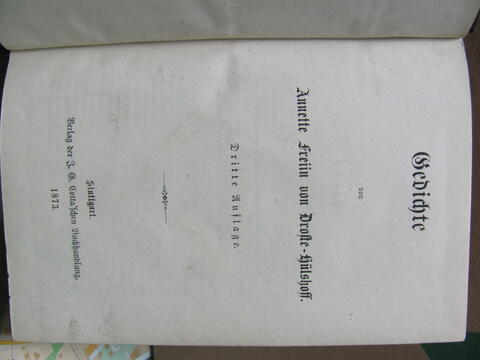 Gedichte
von
Annette Freiin von Droste-Hülshoff.
Dritte Auflage.
Stuttgart.
Verlag der J. G. Cotta'schen Buchhandlung.
1873.